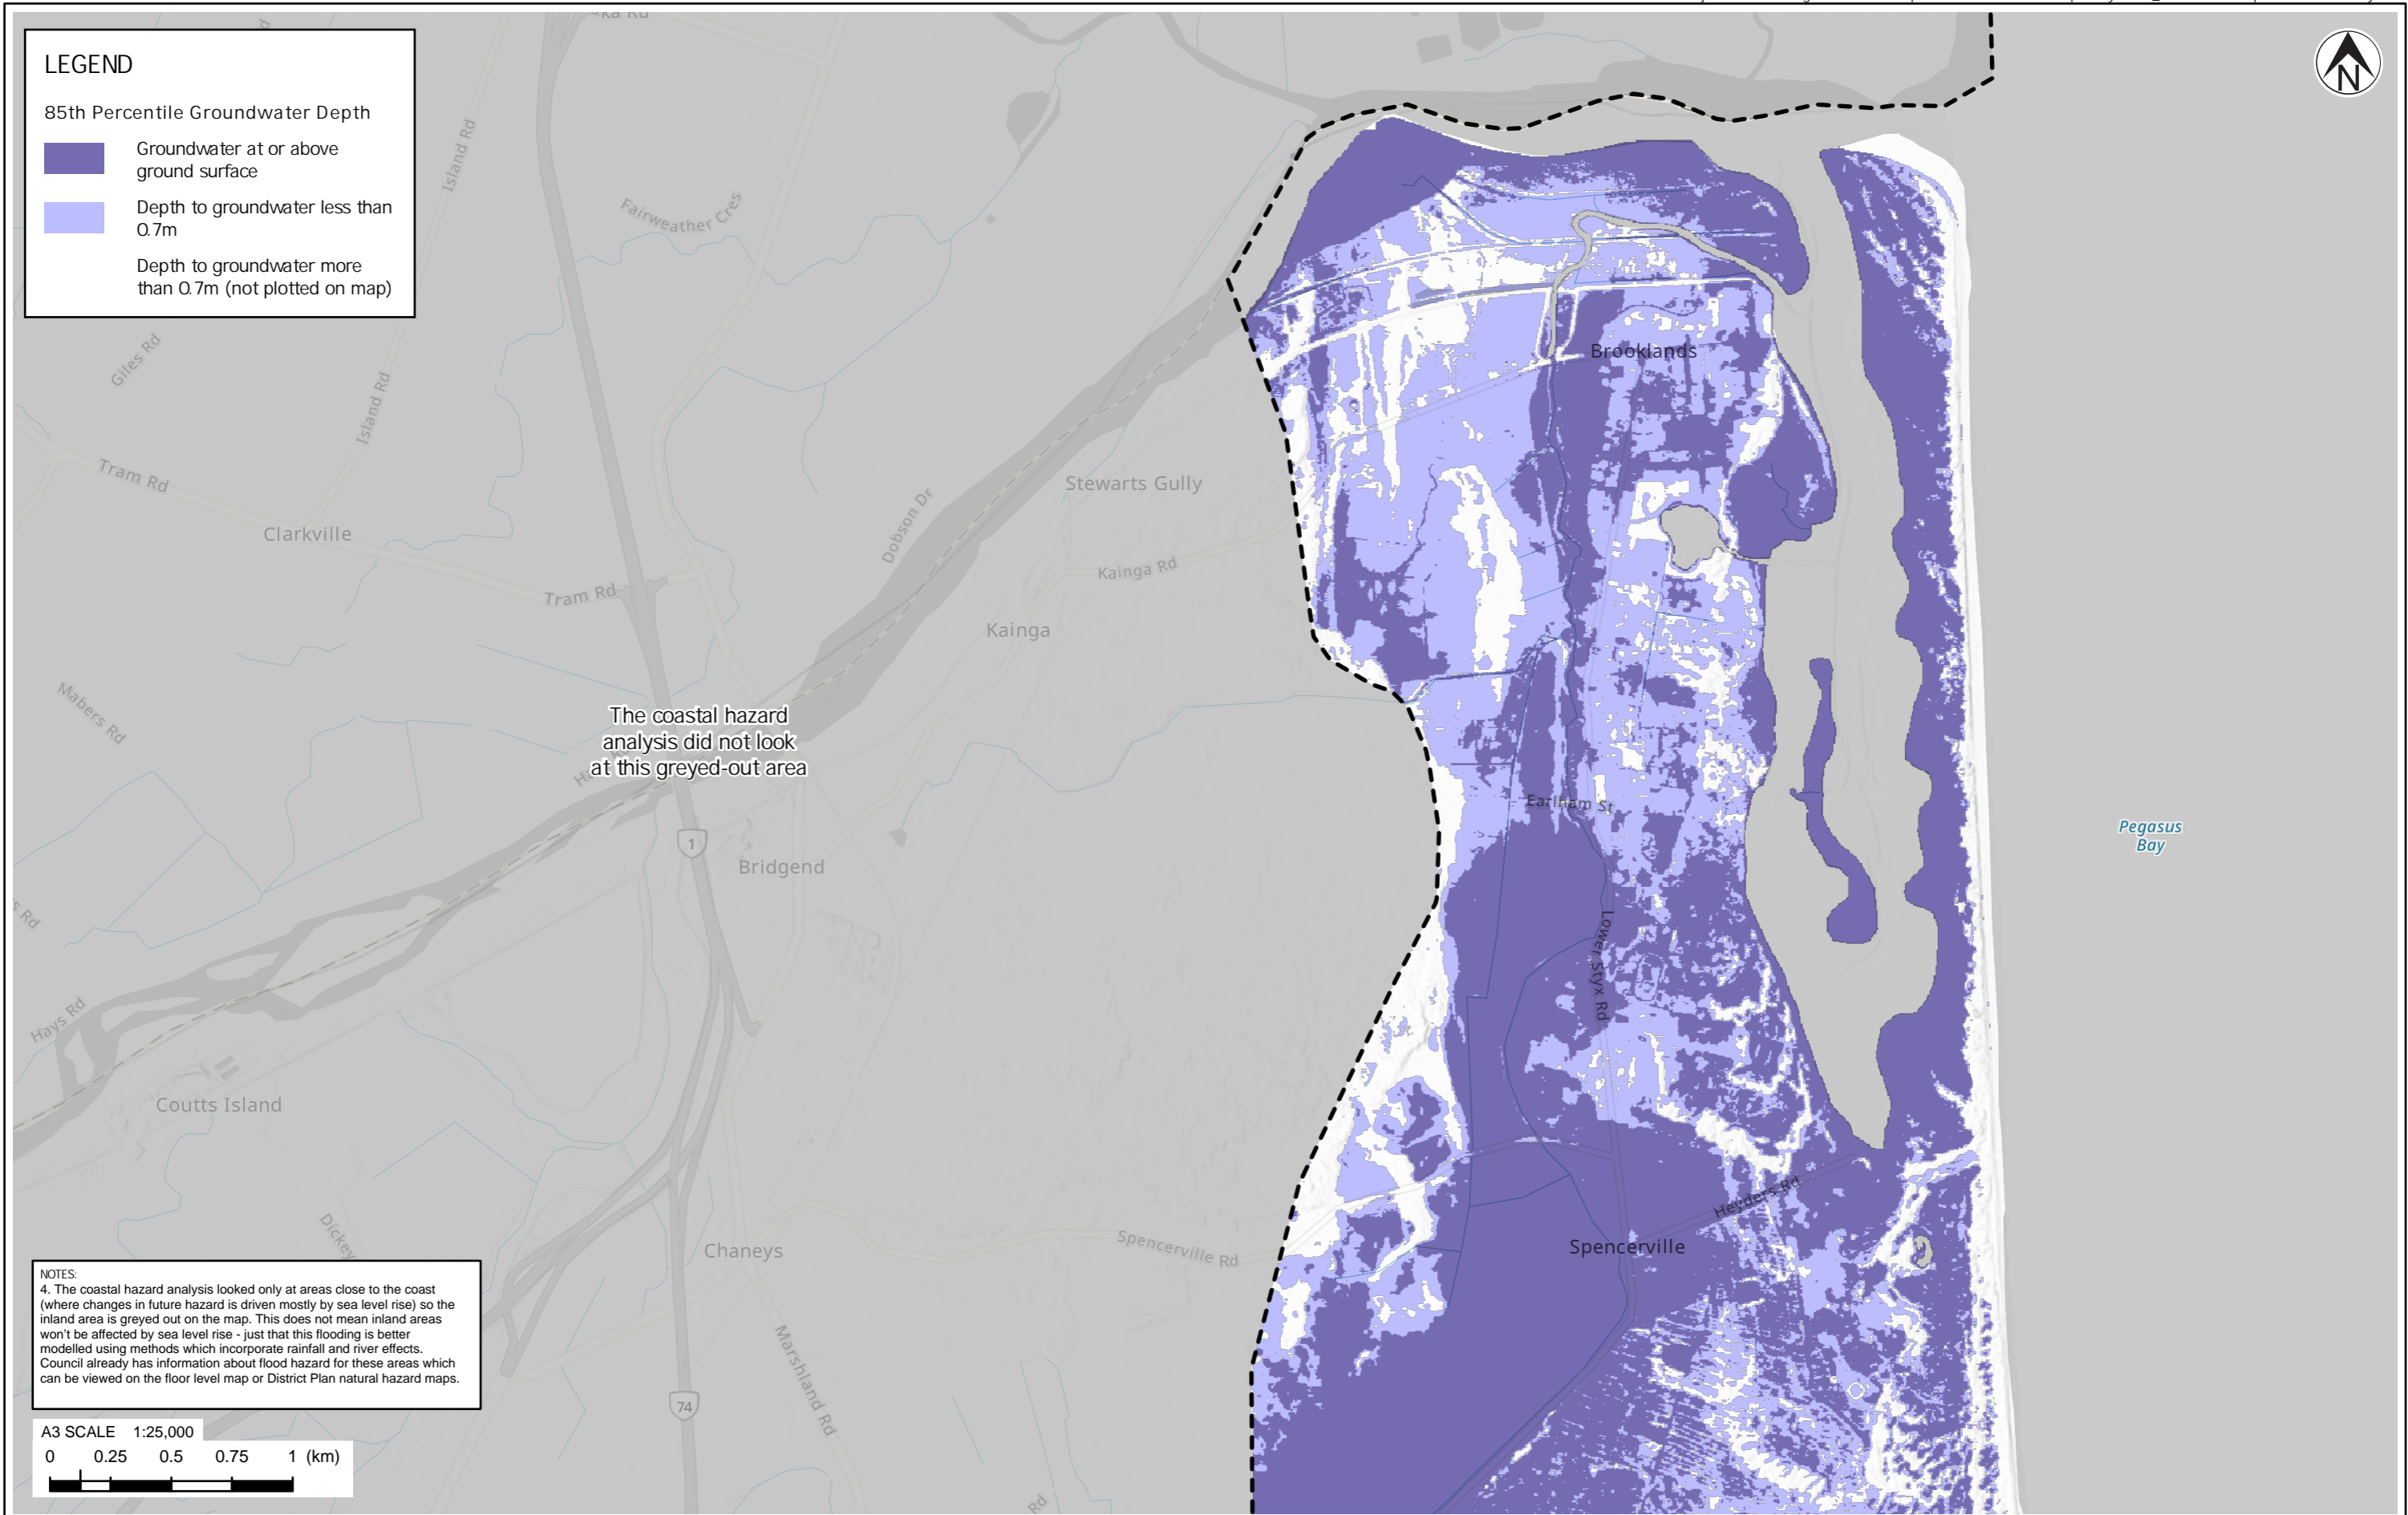 LEGEND
85th Percentile Groundwater Depth
Groundwater at or above
ground surface
Depth to groundwater less than
0.7m
Depth to groundwater more
than 0.7m (not plotted on map)
N
Island Rd
Fairweather Cres
Giles Rd
Island Rd
Tram Rd
Clarkville
Tram Rd
Dobson Dr
Stewarts Gully
Kainga Rd
Kainga
Brooklands
Mabers Rd
The coastal hazard
analysis did not look
at this greyed-out area
1
Bridgend
Earlham St
Pegasus
Bay
Lower Styx Rd
Hays Rd
Coutts Island
Chaneys
Spencerville Rd
Heyders Rd
Spencerville
Dickey
Marshland Rd
74
Rd
NOTES:
4. The coastal hazard analysis looked only at areas close to the coast
(where changes in future hazard is driven mostly by sea level rise) so the
inland area is greyed out on the map. This does not mean inland areas
won't be affected by sea level rise - just that this flooding is better
modelled using methods which incorporate rainfall and river effects.
Council already has information about flood hazard for these areas which
can be viewed on the floor level map or District Plan natural hazard maps.
A3 SCALE 1:25,000
0 0.25 0.5 0.75 1 (km)